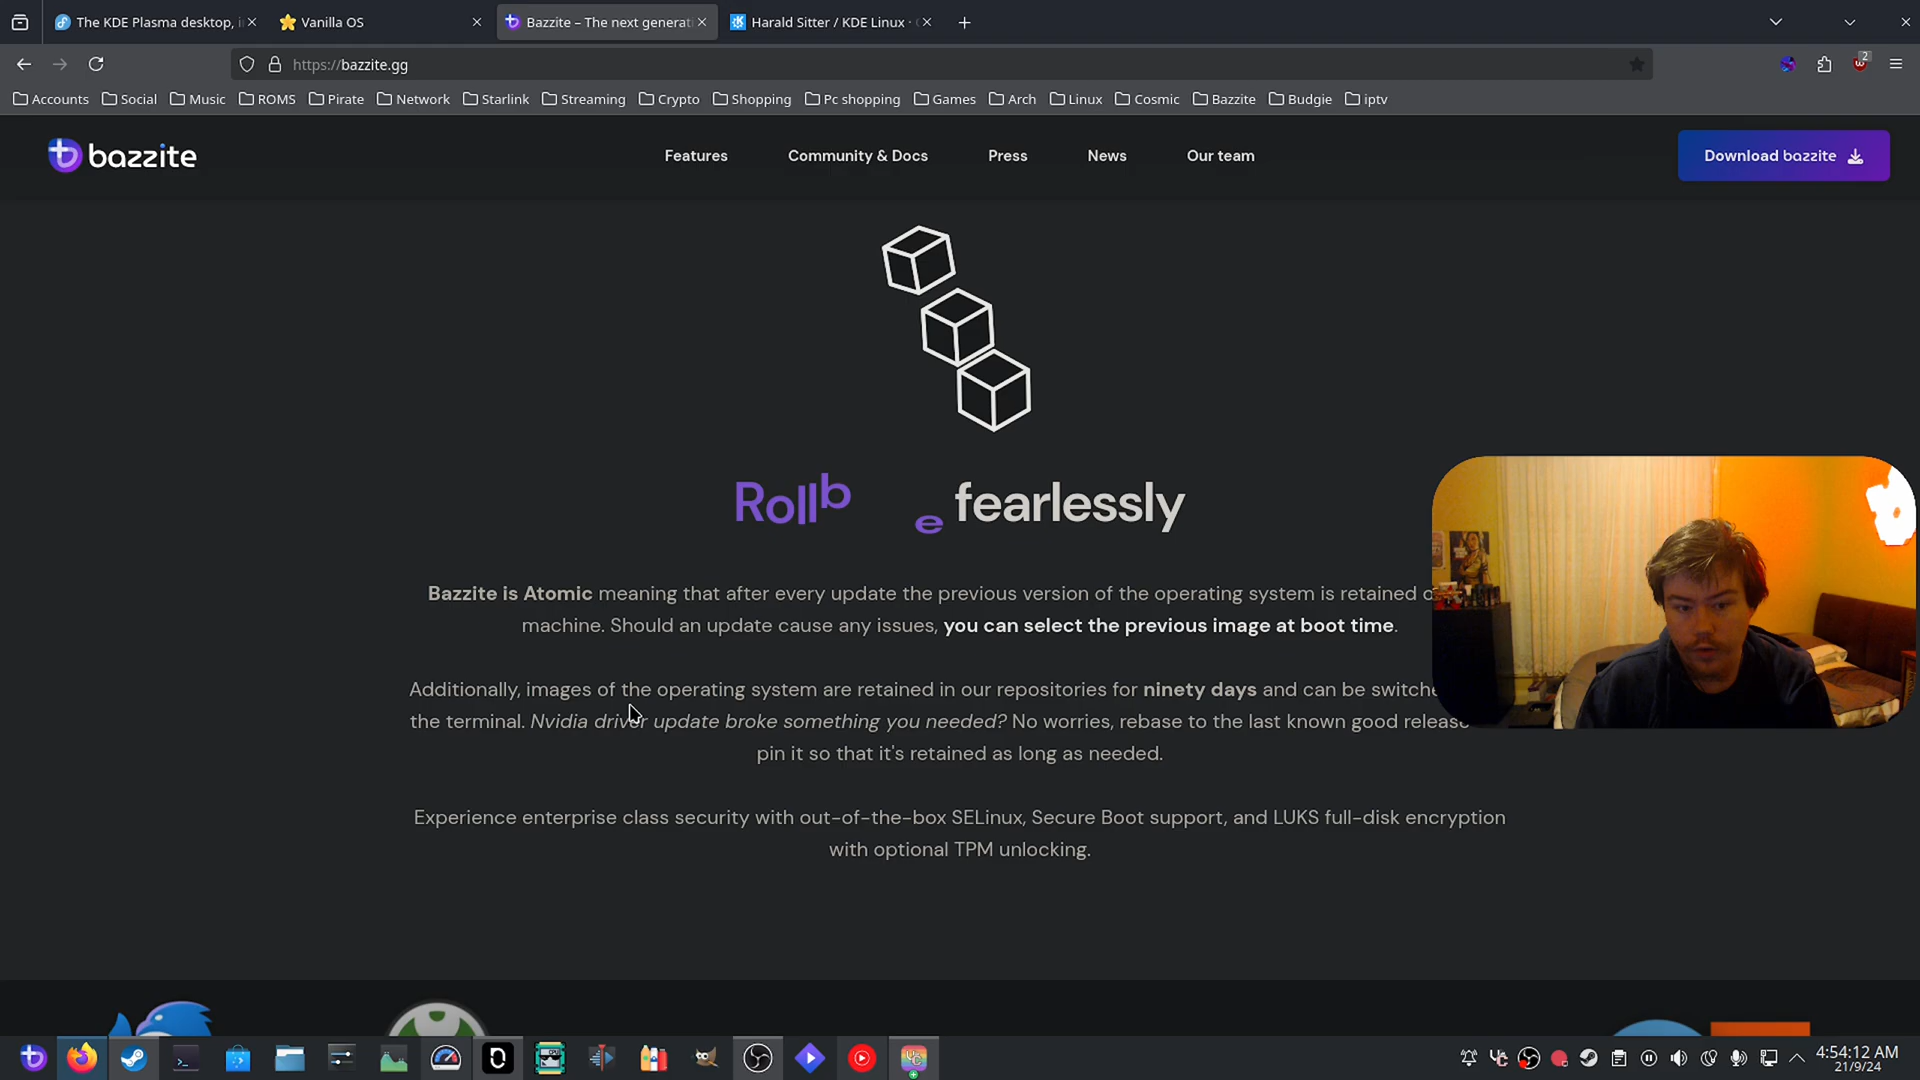 The KDE Plasma desktop, i
Vanilla OS
Bazzite – The next generati
Harald Sitter / KDE Linux ·
https://bazzite.gg
2
Accounts
Social
Music
ROMS
Pirate
Network
Starlink
Streaming
Crypto
Shopping
Pc shopping
Games
Arch
Linux
Cosmic
Bazzite
Budgie
iptv
bazzite
Features
Community & Docs
Press
News
Our team
Download bazzite
Rollb e fearlessly
Bazzite is Atomic meaning that after every update the previous version of the operating system is retained
machine. Should an update cause any issues, you can select the previous image at boot time.
Additionally, images of the operating system are retained in our repositories for ninety days and can be switche
the terminal. Nvidia driver update broke something you needed? No worries, rebase to the last known good release
pin it so that it's retained as long as needed.
Experience enterprise class security with out-of-the-box SELinux, Secure Boot support, and LUKS full-disk encryption
with optional TPM unlocking.
4:54:12 AM
21/9/24